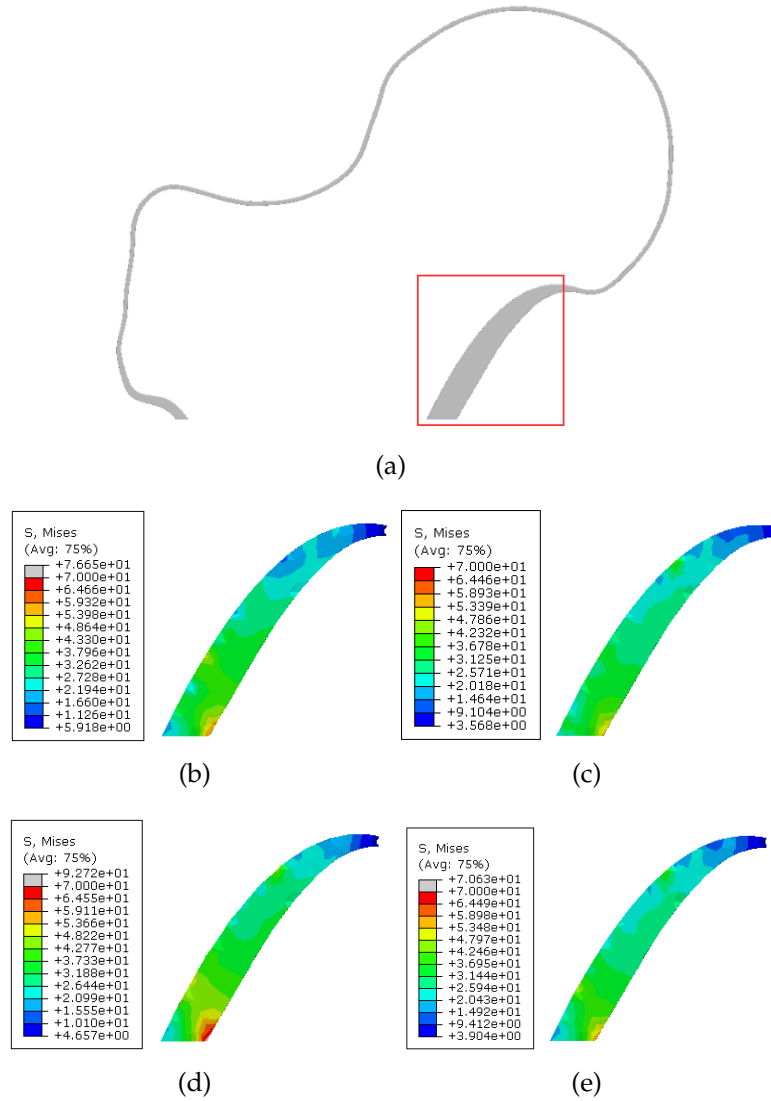 (a)
S, Mises
(Avg: 75%)
+7.665e+01
+7.000e+01
+6.466e+01
+5.932e+01
+5.398e+01
+4.864e+01
+4.330e+01
+3.796e+01
+3.262e+01
+2.728e+01
+2.194e+01
+1.660e+01
+1.126e+01
+5.918e+00
(b)
S, Mises
(Avg: 75%)
+7.000e+01
+6.446e+01
+5.893e+01
+5.339e+01
+4.786e+01
+4.232e+01
+3.678e+01
+3.125e+01
+2.571e+01
+2.018e+01
+1.464e+01
+9.104e+00
+3.568e+00
(c)
S, Mises
(Avg: 75%)
+9.272e+01
+7.000e+01
+6.455e+01
+5.911e+01
+5.366e+01
+4.822e+01
+4.277e+01
+3.733e+01
+3.188e+01
+2.644e+01
+2.099e+01
+1.555e+01
+1.010e+01
+4.657e+00
(d)
S, Mises
(Avg: 75%)
+7.063e+01
+7.000e+01
+6.449e+01
+5.898e+01
+5.348e+01
+4.797e+01
+4.246e+01
+3.695e+01
+3.144e+01
+2.594e+01
+2.043e+01
+1.492e+01
+9.412e+00
+3.904e+00
(e)